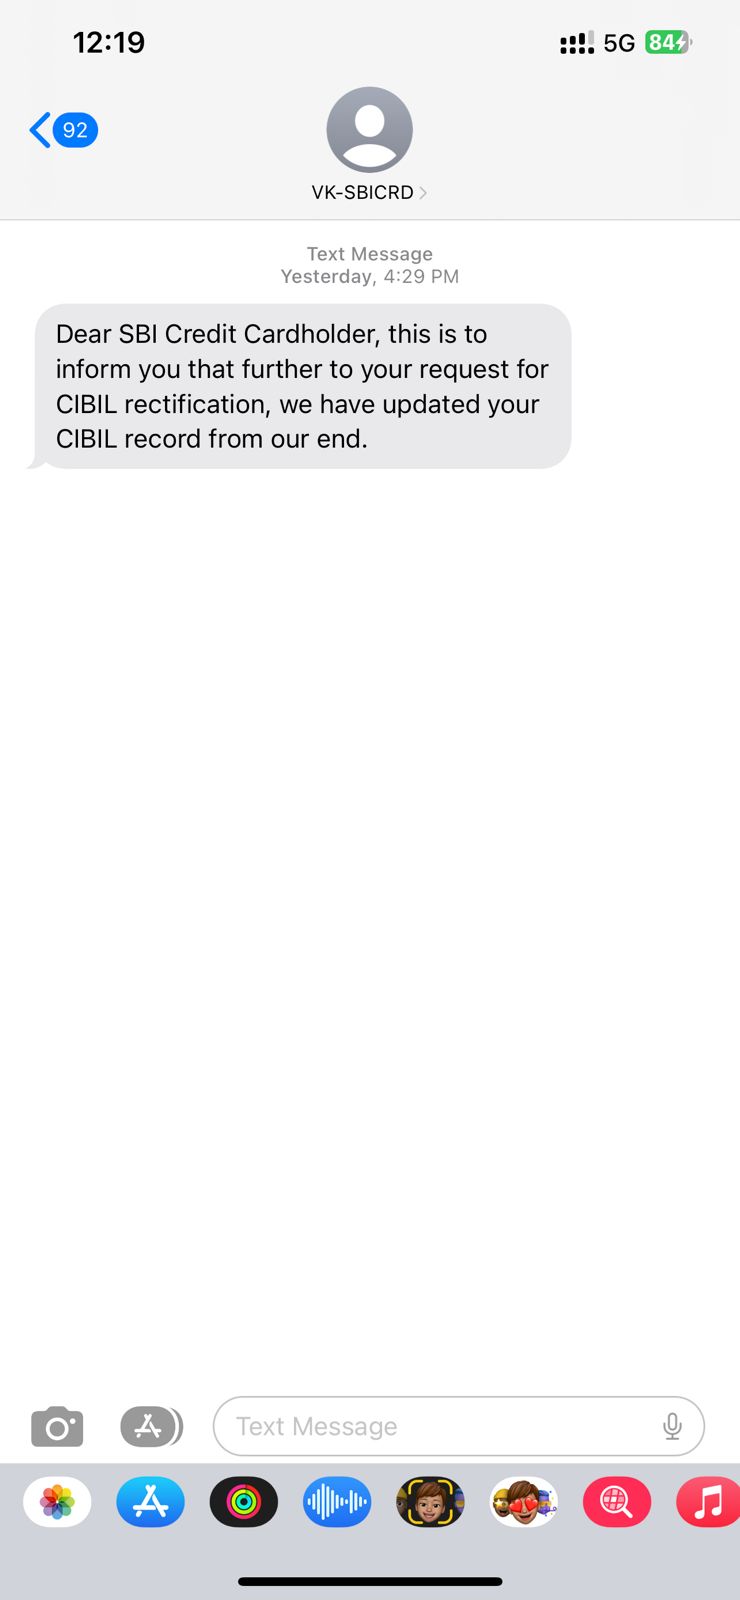 12:19
5G
84
92
VK-SBICRD
Text Message
Yesterday, 4:29 PM
Dear SBI Credit Cardholder, this is to
inform you that further to your request for
CIBIL rectification, we have updated your
CIBIL record from our end.
Text Message